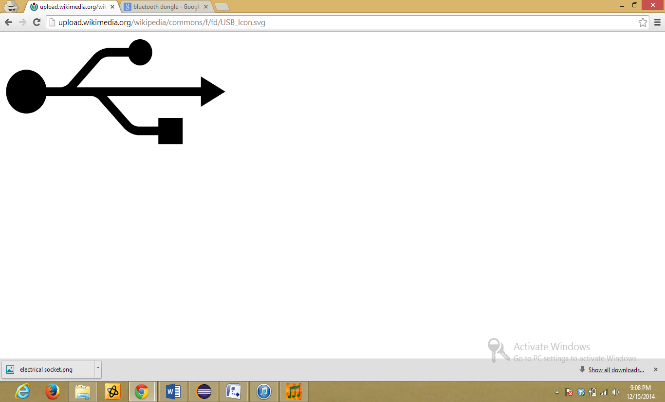 upload.wikimedia.org/wiki
bluetooth dongle - Googl
upload.wikimedia.org/wikipedia/commons/f/fd/USB_Icon.svg
Activate Windows
Go to PC settings to activate Windows.
electrical socket.png
Show all downloads...
9:08 PM
12/15/2014